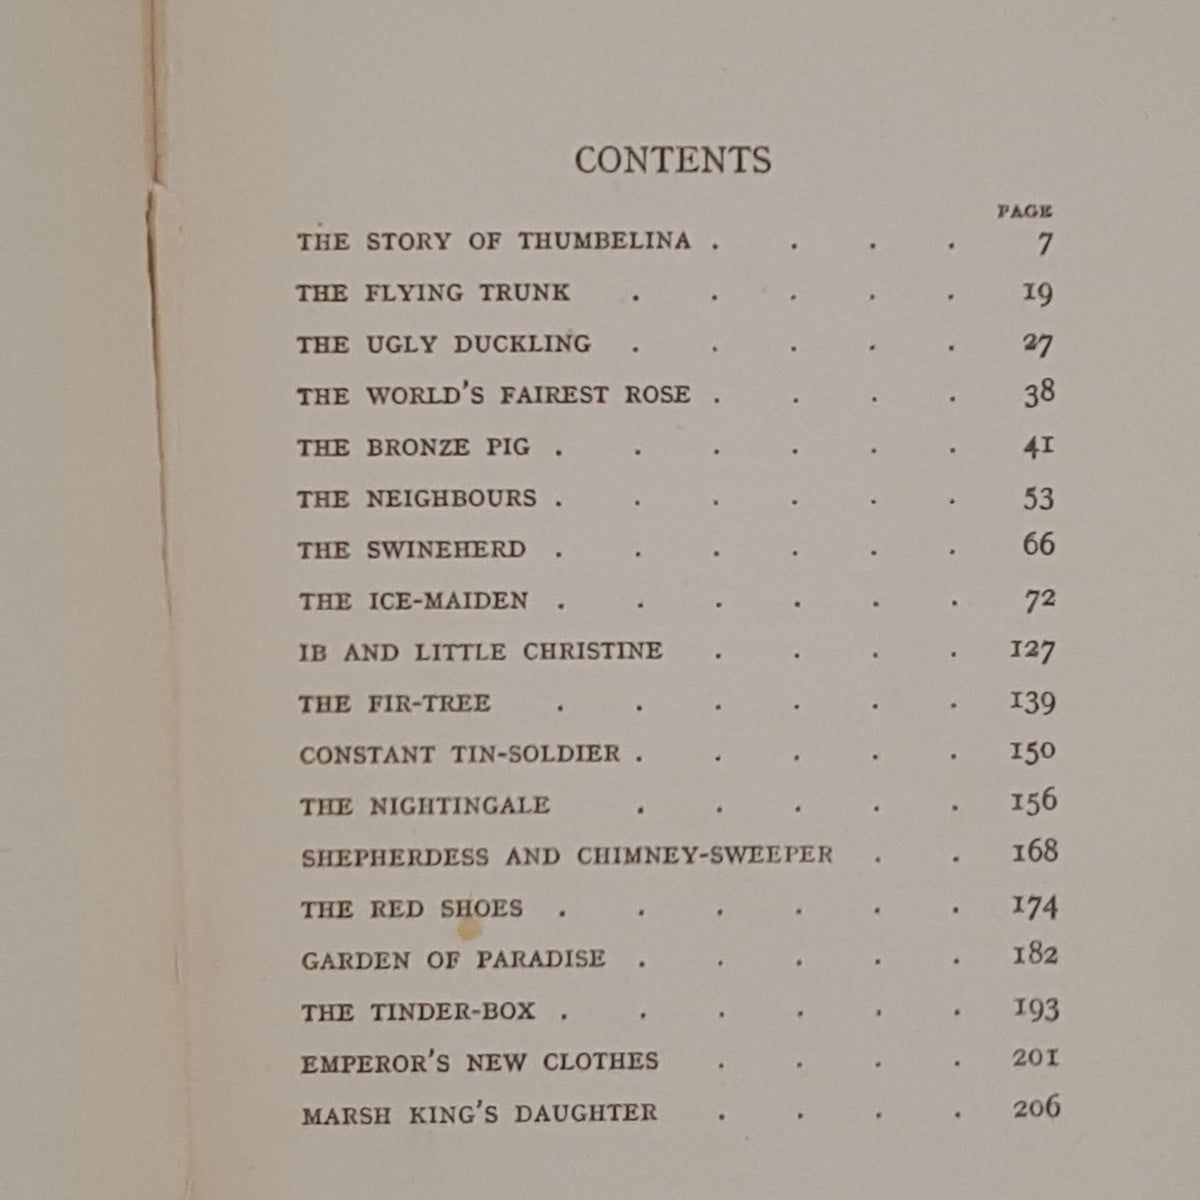 CONTENTS
PAGE
THE STORY OF THUMBELINA . . . . 7
THE FLYING TRUNK . . . . . 19
THE UGLY DUCKLING . . . . . 27
THE WORLD'S FAIREST ROSE . . . . 38
THE BRONZE PIG . . . . . . 41
THE NEIGHBOURS . . . . . . 53
THE SWINEHERD . . . . . . 66
THE ICE-MAIDEN . . . . . . 72
IB AND LITTLE CHRISTINE . . . . 127
THE FIR-TREE . . . . . . 139
CONSTANT TIN-SOLDIER . . . . . 150
THE NIGHTINGALE . . . . . 156
SHEPHERDESS AND CHIMNEY-SWEEPER . . 168
THE RED SHOES . . . . . . 174
GARDEN OF PARADISE . . . . . 182
THE TINDER-BOX . . . . . . 193
EMPEROR'S NEW CLOTHES . . . . 201
MARSH KING'S DAUGHTER . . . . 206